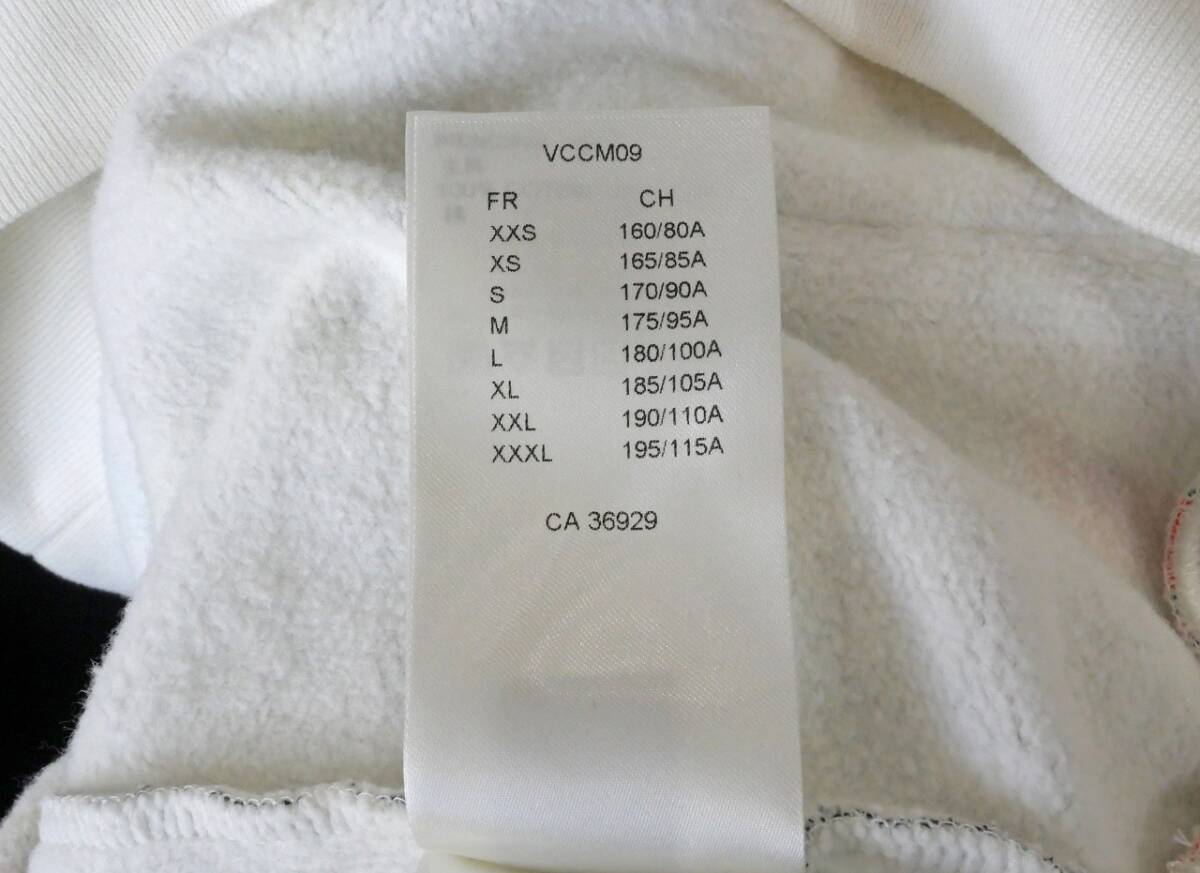 VCCM09
FR CH
XXS 160/80A
XS 165/85A
S 170/90A
M 175/95A
L 180/100A
XL 185/105A
XXL 190/110A
XXXL 195/115A
CA 36929